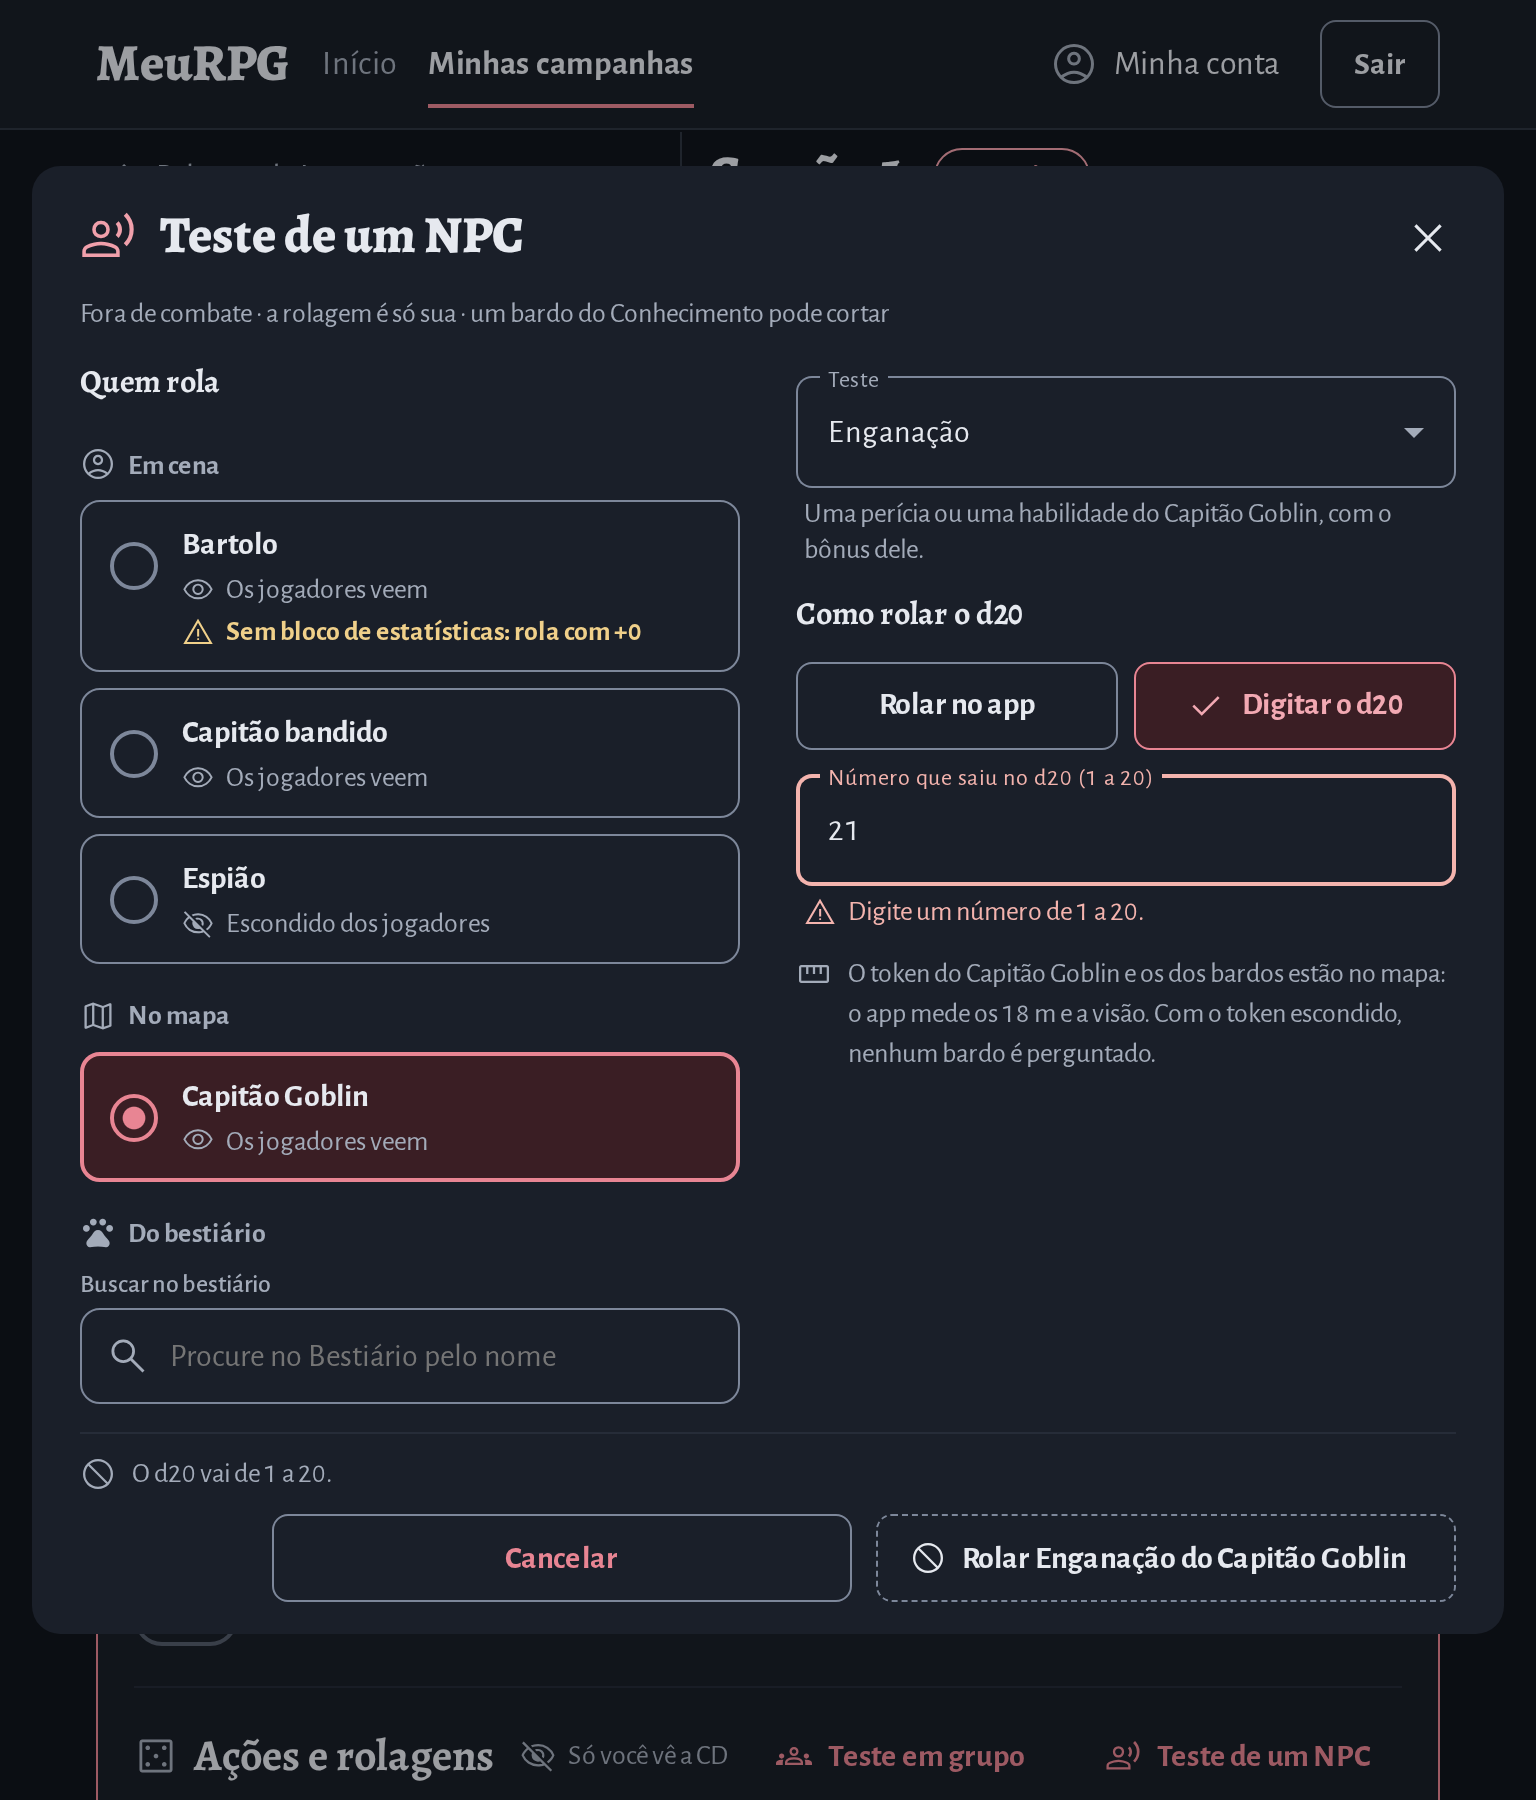 MeuRPG Início Minhas campanhas Minha conta Sair
Teste de um NPC
Fora de combate · a rolagem é só sua · um bardo do Conhecimento pode cortar
Quem rola
Em cena
Bartolo
Os jogadores veem
Sem bloco de estatísticas: rola com +0
Capitão bandido
Os jogadores veem
Espião
Escondido dos jogadores
No mapa
Capitão Goblin
Os jogadores veem
Do bestiário
Buscar no bestiário
Procure no Bestiário pelo nome
Teste
Enganação
Uma perícia ou uma habilidade do Capitão Goblin, com o
bônus dele.
Como rolar o d20
Rolar no app
Digitar o d20
Número que saiu no d20 (1 a 20)
21
Digite um número de 1 a 20.
O token do Capitão Goblin e os dos bardos estão no mapa:
o app mede os 18 m e a visão. Com o token escondido,
nenhum bardo é perguntado.
O d20 vai de 1 a 20.
Cancelar
Rolar Enganação do Capitão Goblin
Ações e rolagens Só você vê a CD Teste em grupo Teste de um NPC